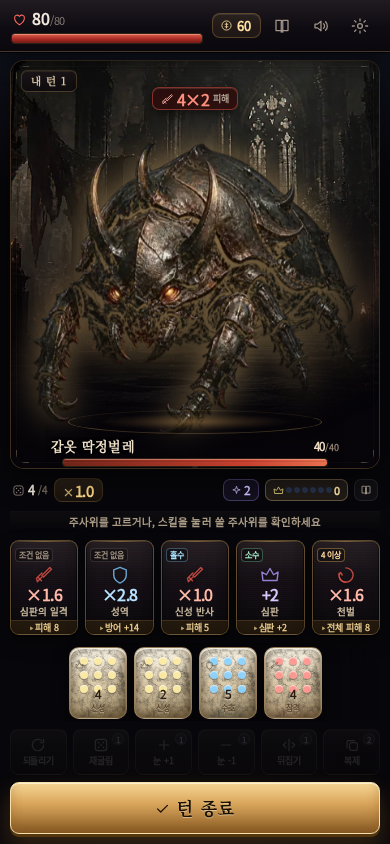 80/80
60
내 턴 1
4×2 피해
갑옷 딱정벌레
40/40
4/4
×1.0
2
0
주사위를 고르거나, 스킬을 눌러 쓸 주사위를 확인하세요
조건 없음
조건 없음
홀수
소수
4 이상
×1.6
×2.8
×1.0
+2
×1.6
심판의 일격
성역
신성 반사
심판
천벌
▸피해 8
▸방어 +14
▸피해 5
▸심판 +2
▸전체 피해 8
4
2
5
4
신성
신성
수호
1
1
1
1
2
되돌리기
재굴림
눈 +1
눈 -1
뒤집기
복제
턴 종료